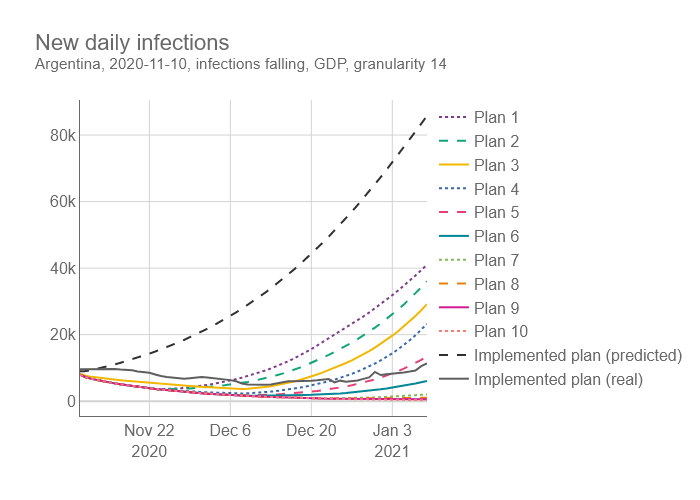 New daily infections
Argentina, 2020-11-10, infections falling, GDP, granularity 14
80k
60k
40k
20k
0
Nov 22
2020
Dec 6
Dec 20
Jan 3
2021
Plan 1
Plan 2
Plan 3
Plan 4
Plan 5
Plan 6
Plan 7
Plan 8
Plan 9
Plan 10
Implemented plan (predicted)
Implemented plan (real)